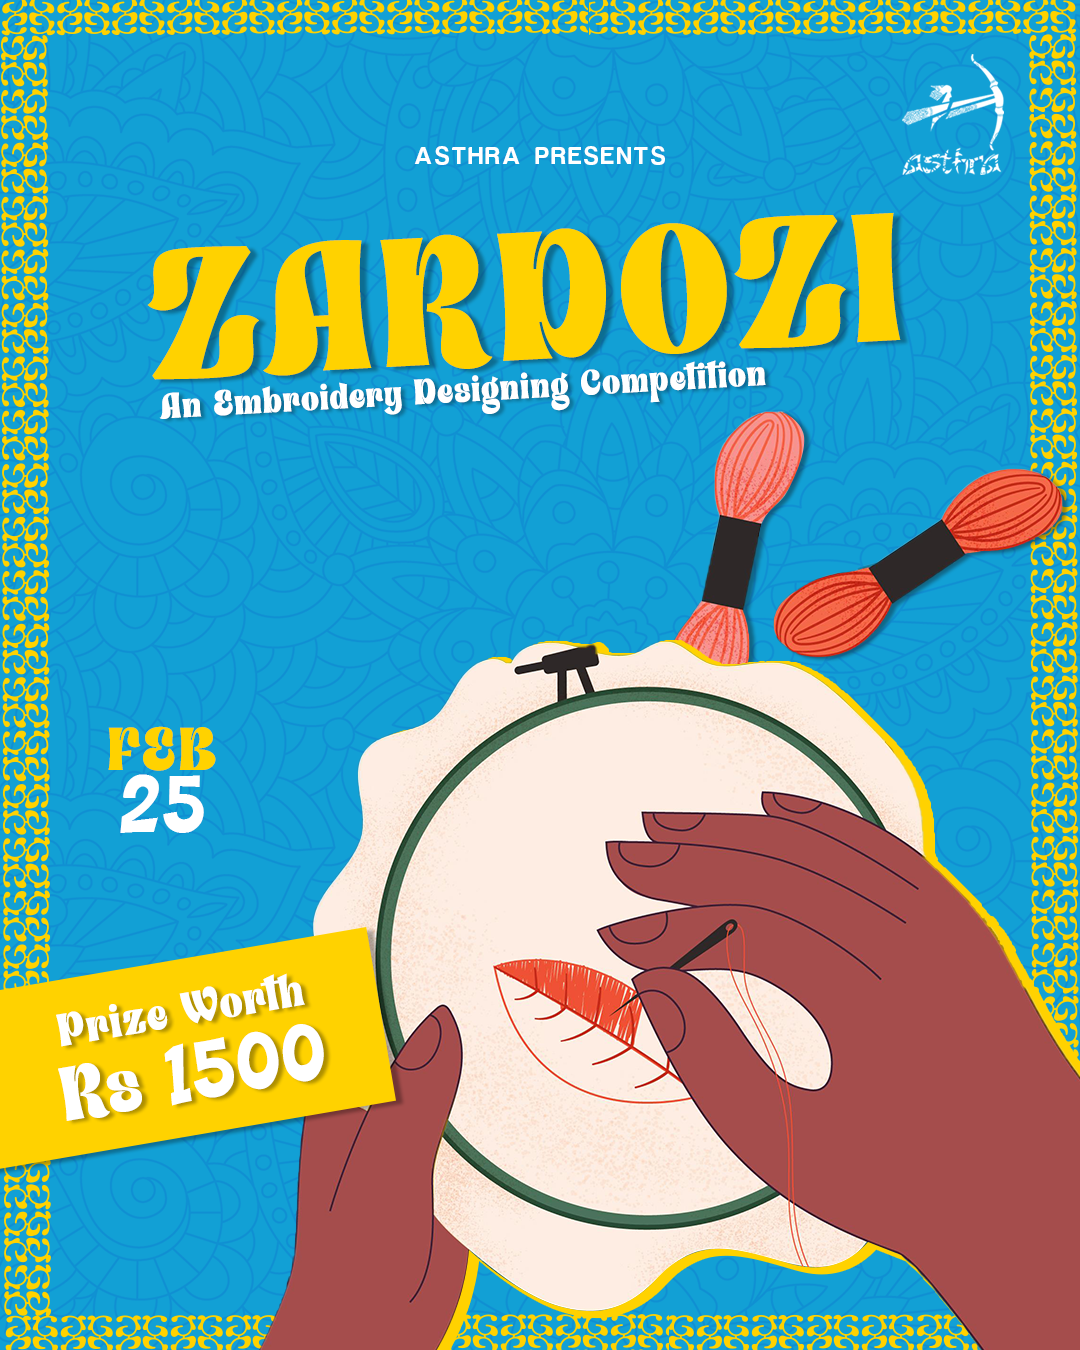 asthra
ASTHRA PRESENTS
ZARDOZI
An Embroidery Designing Competition
FEB
25
Prize Worth
Rs 1500